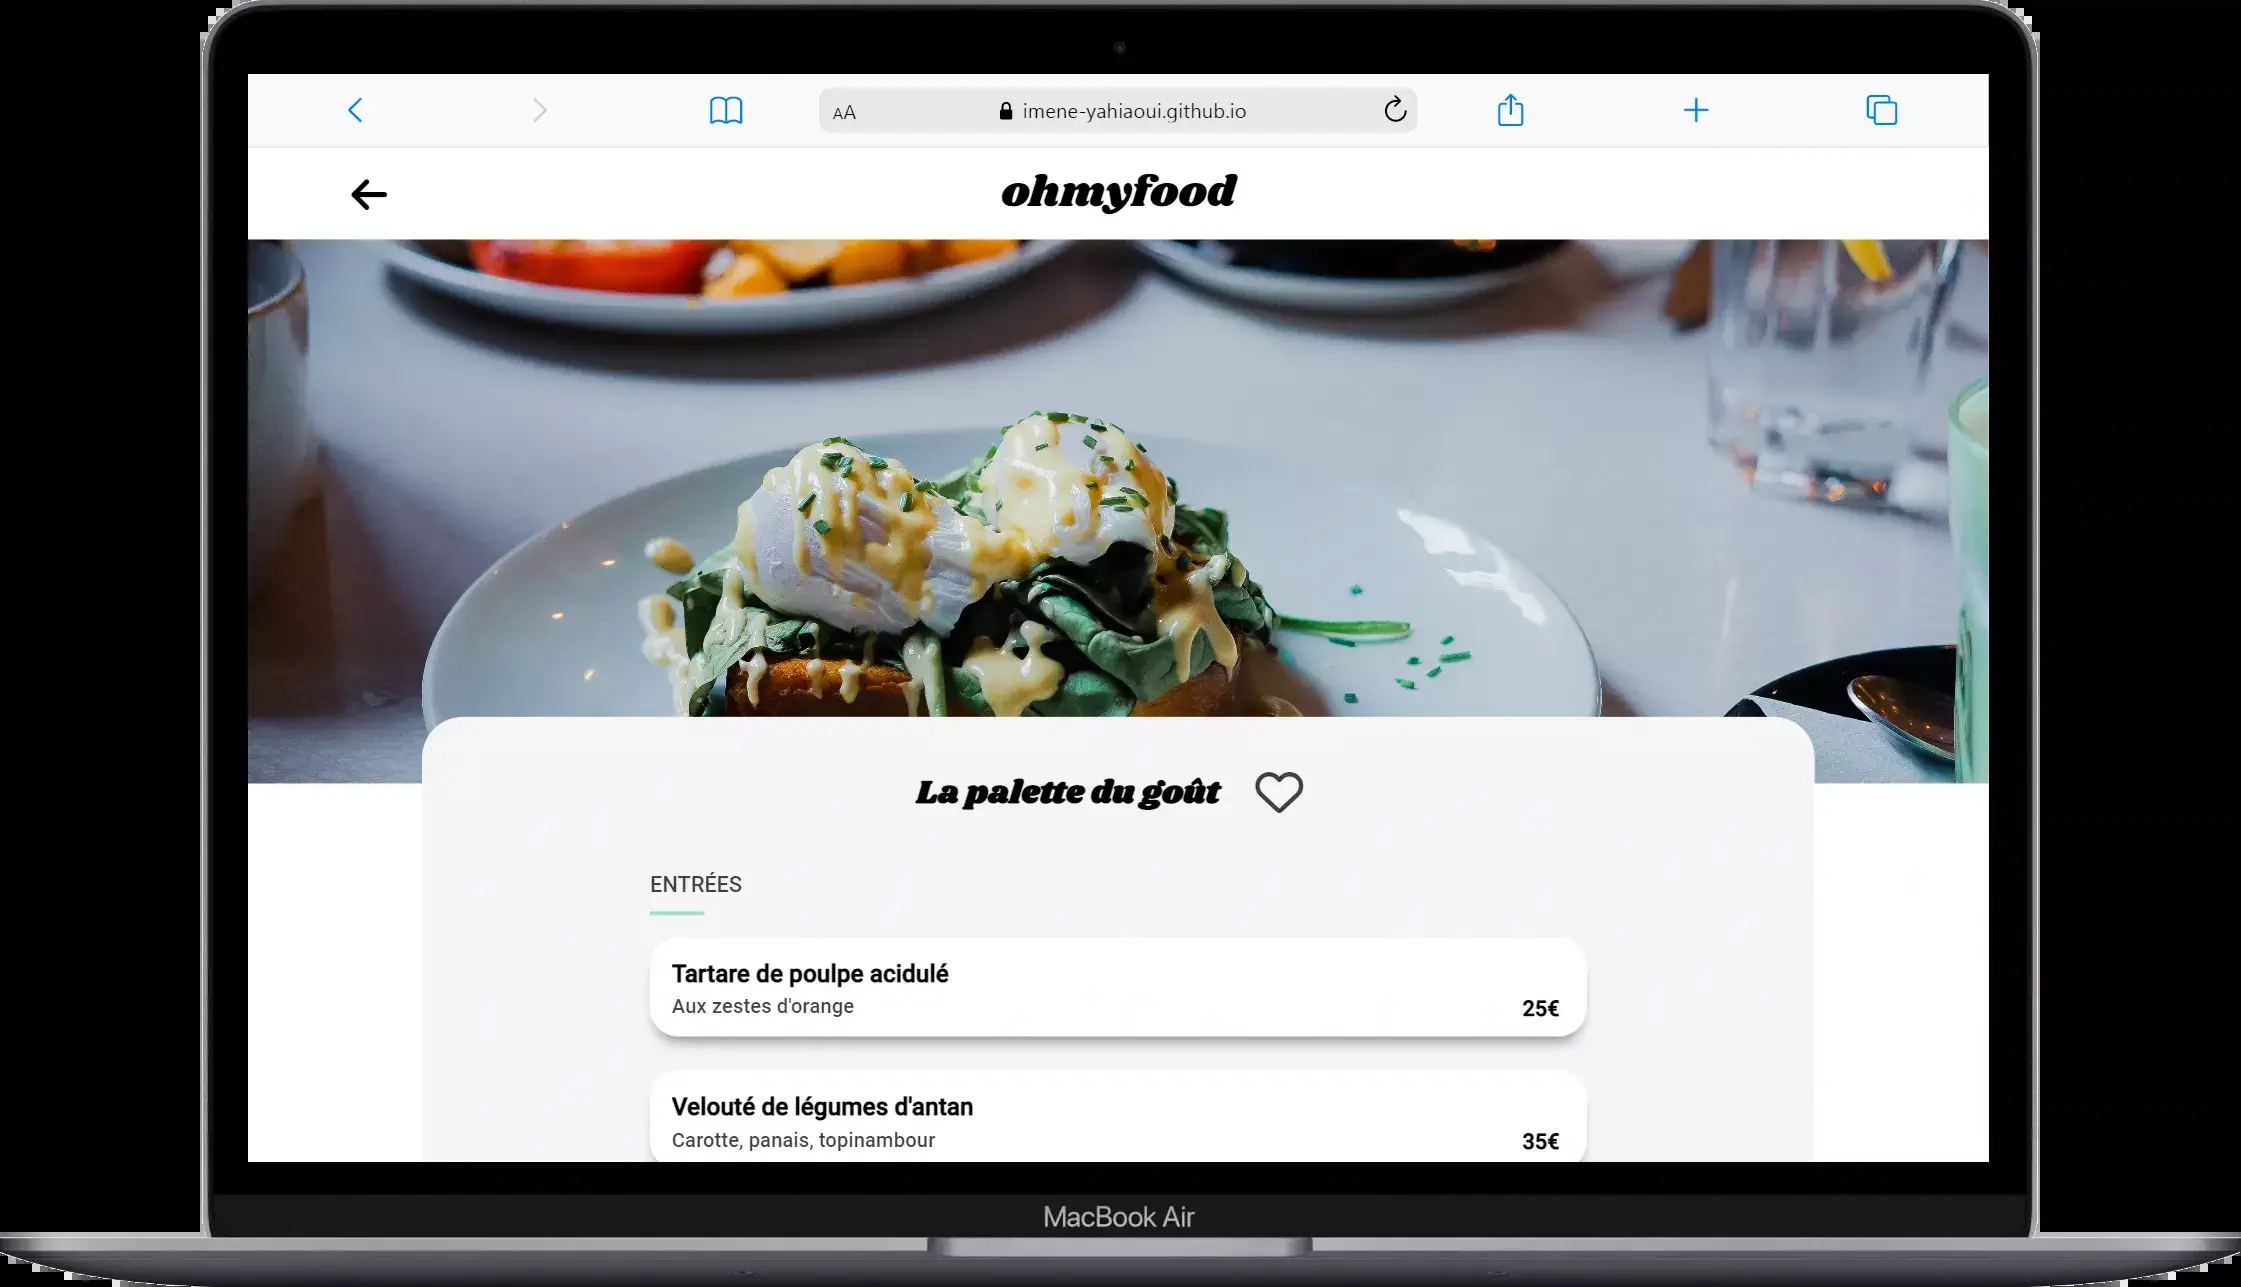 AA
imene-yahiaoui.github.io
ohmyfood
La palette du goût
ENTRÉES
Tartare de poulpe acidulé
Aux zestes d'orange
25€
Velouté de légumes d'antan
Carotte, panais, topinambour
35€
MacBook Air